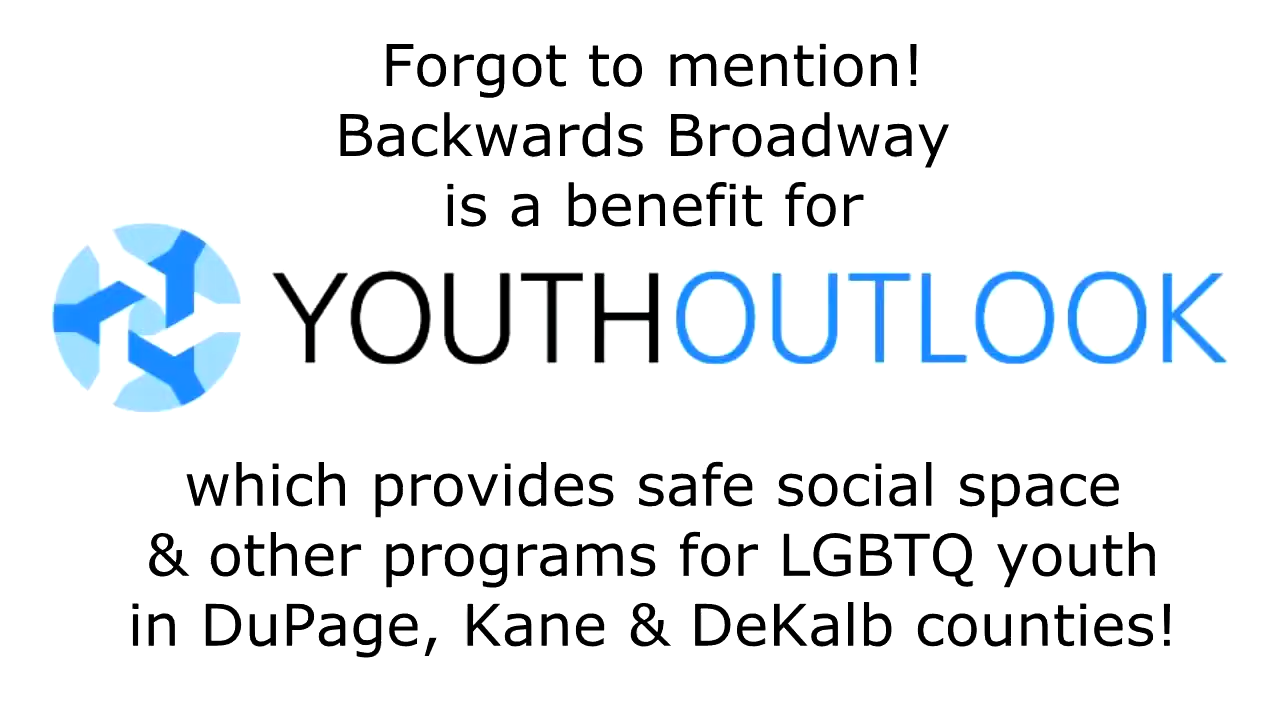 Forgot to mention!
Backwards Broadway
is a benefit for
YOUTHOUTLOOK
which provides safe social space
& other programs for LGBTQ youth
in DuPage, Kane & DeKalb counties!